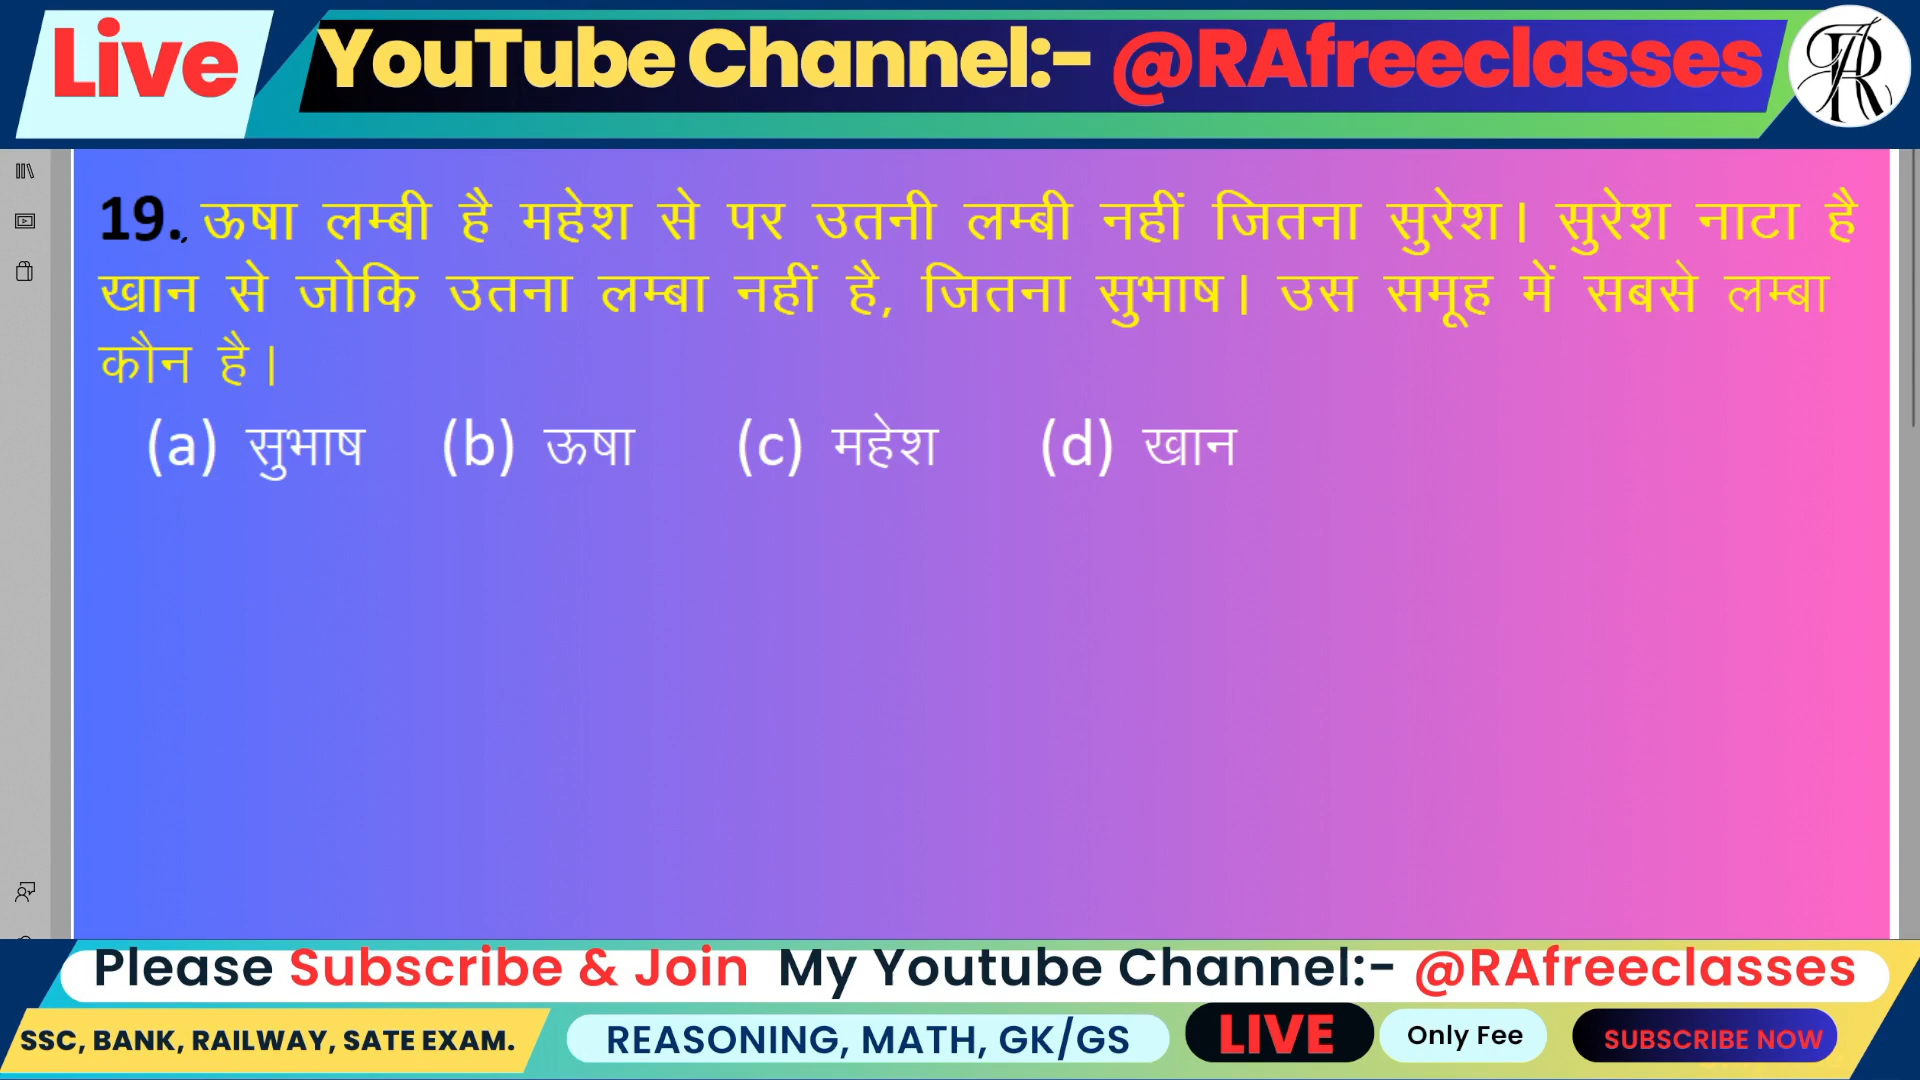 Live
YouTube Channel:- @RAfreeclasses
19. ऊषा लम्बी है महेश से पर उतनी लम्बी नहीं जितना सुरेश। सुरेश नाटा है
खान से जोकि उतना लम्बा नहीं है, जितना सुभाष। उस समूह में सबसे लम्बा
कौन है।
(a) सुभाष (b) ऊषा (c) महेश (d) खान
Please Subscribe & Join My Youtube Channel:- @RAfreeclasses
SSC, BANK, RAILWAY, SATE EXAM. REASONING, MATH, GK/GS LIVE Only Fee SUBSCRIBE NOW